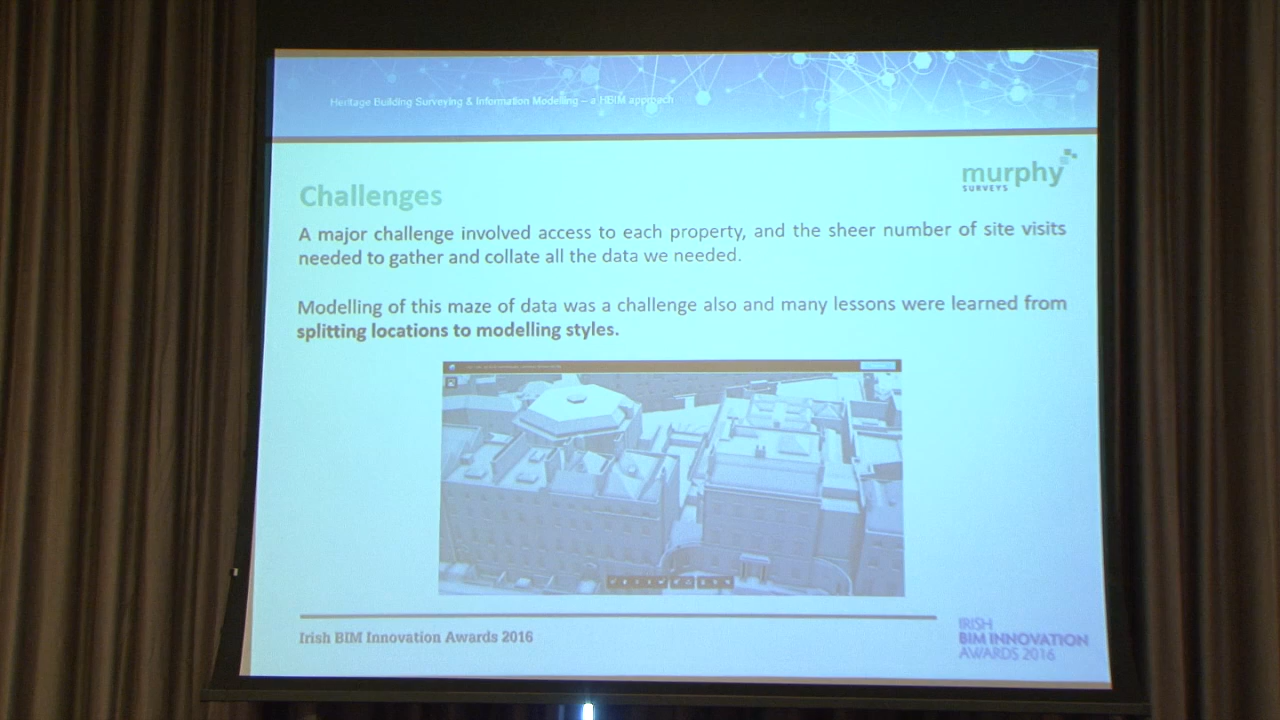 Heritage Building Surveying & Information Modelling – a HBIM approach
murphy
SURVEYS
Challenges
A major challenge involved access to each property, and the sheer number of site visits
needed to gather and collate all the data we needed.
Modelling of this maze of data was a challenge also and many lessons were learned from
splitting locations to modelling styles.
Irish BIM Innovation Awards 2016
IRISH
BIM INNOVATION
AWARDS 2016